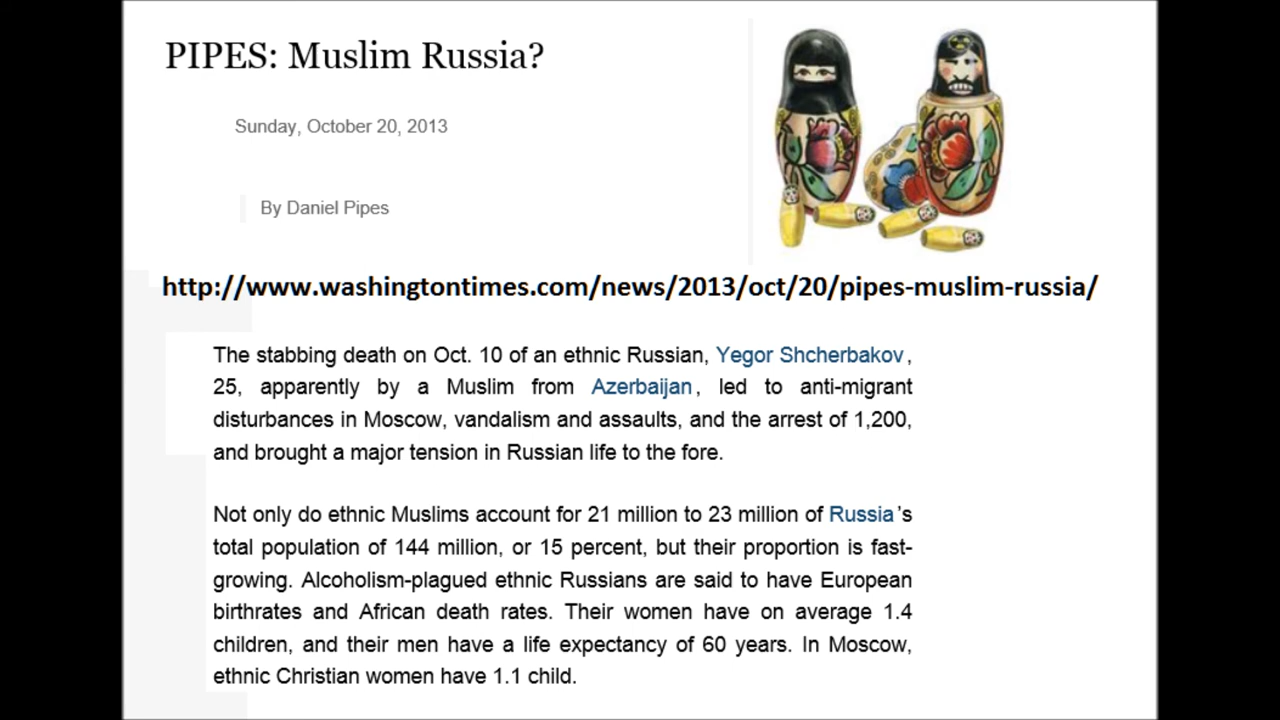 PIPES: Muslim Russia?
Sunday, October 20, 2013
By Daniel Pipes
http://www.washingtontimes.com/news/2013/oct/20/pipes-muslim-russia/
The stabbing death on Oct. 10 of an ethnic Russian, Yegor Shcherbakov,
25, apparently by a Muslim from Azerbaijan, led to anti-migrant
disturbances in Moscow, vandalism and assaults, and the arrest of 1,200,
and brought a major tension in Russian life to the fore.
Not only do ethnic Muslims account for 21 million to 23 million of Russia's
total population of 144 million, or 15 percent, but their proportion is fast-
growing. Alcoholism-plagued ethnic Russians are said to have European
birthrates and African death rates. Their women have on average 1.4
children, and their men have a life expectancy of 60 years. In Moscow,
ethnic Christian women have 1.1 child.